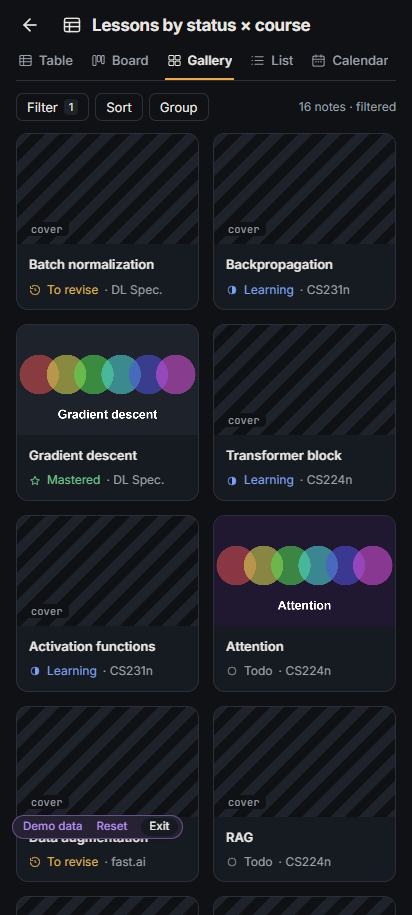 Lessons by status × course
Table Board Gallery List Calendar
Filter 1 Sort Group 16 notes · filtered
cover cover
Batch normalization Backpropagation
To revise · DL Spec. Learning · CS231n
Gradient descent
cover
Gradient descent Transformer block
Mastered · DL Spec. Learning · CS224n
cover
Attention
Activation functions Attention
Learning · CS231n Todo · CS224n
cover cover
Demo data Reset Exit
Data augmentation RAG
To revise · fast.ai Todo · CS224n